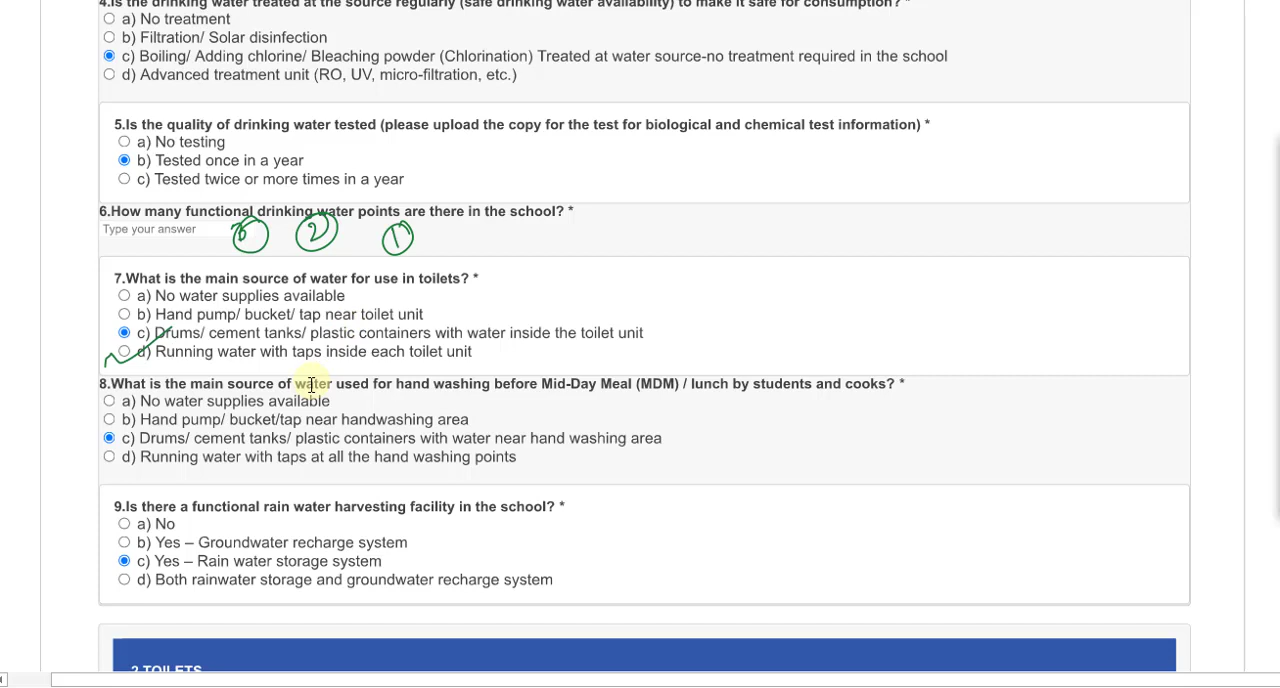 4.Is the drinking water treated at the source regularly (safe drinking water availability) to make it safe for consumption? *
a) No treatment
b) Filtration/ Solar disinfection
c) Boiling/ Adding chlorine/ Bleaching powder (Chlorination) Treated at water source-no treatment required in the school
d) Advanced treatment unit (RO, UV, micro-filtration, etc.)
5.Is the quality of drinking water tested (please upload the copy for the test for biological and chemical test information) *
a) No testing
b) Tested once in a year
c) Tested twice or more times in a year
6.How many functional drinking water points are there in the school? *
Type your answer
2 1
7.What is the main source of water for use in toilets? *
a) No water supplies available
b) Hand pump/ bucket/ tap near toilet unit
c) Drums/ cement tanks/ plastic containers with water inside the toilet unit
d) Running water with taps inside each toilet unit
8.What is the main source of water used for hand washing before Mid-Day Meal (MDM) / lunch by students and cooks? *
a) No water supplies available
b) Hand pump/ bucket/tap near handwashing area
c) Drums/ cement tanks/ plastic containers with water near hand washing area
d) Running water with taps at all the hand washing points
9.Is there a functional rain water harvesting facility in the school? *
a) No
b) Yes – Groundwater recharge system
c) Yes – Rain water storage system
d) Both rainwater storage and groundwater recharge system
2.TOILETS